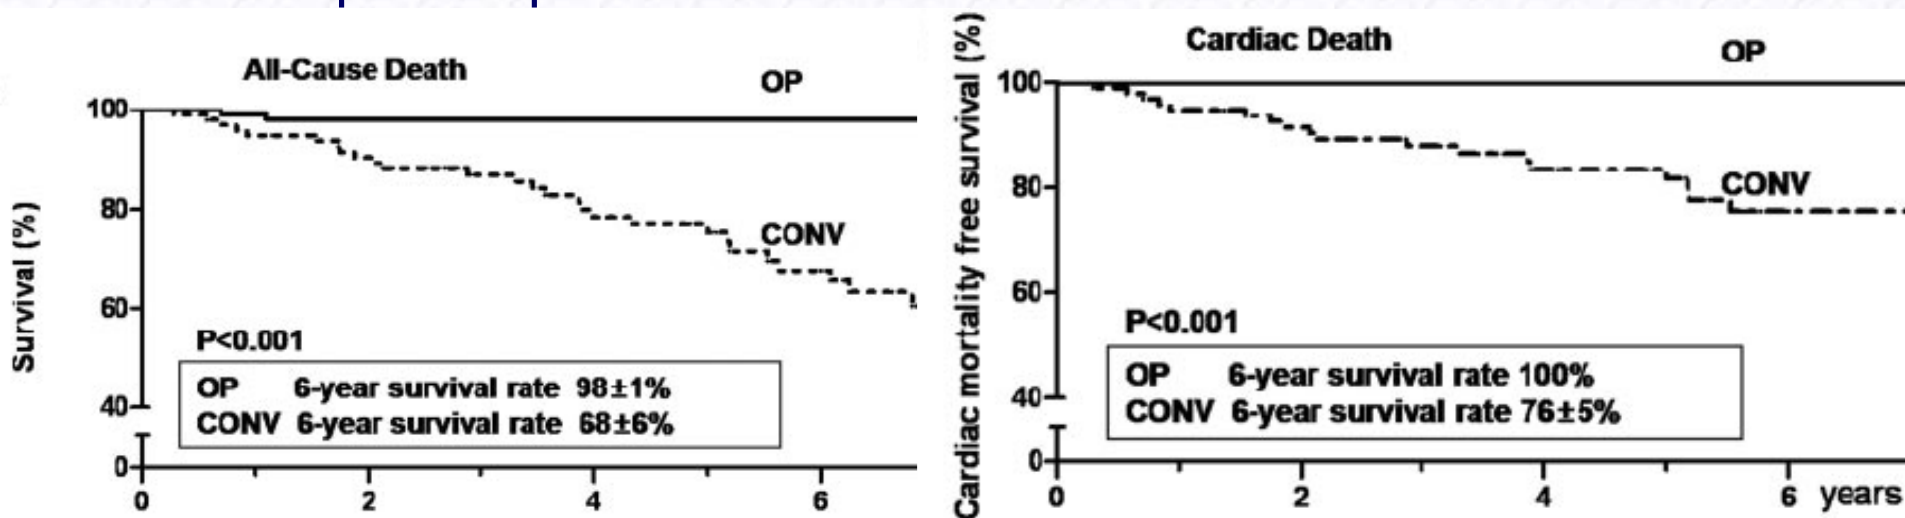 All-Cause Death
OP
Survival (%)
100
80
60
40
0
CONV
P<0.001
OP 6-year survival rate 98±1%
CONV 6-year survival rate 68±6%
0 2 4 6
Cardiac Death
OP
Cardiac mortality free survival (%)
100
80
60
40
0
CONV
P<0.001
OP 6-year survival rate 100%
CONV 6-year survival rate 76±5%
0 2 4 6 years